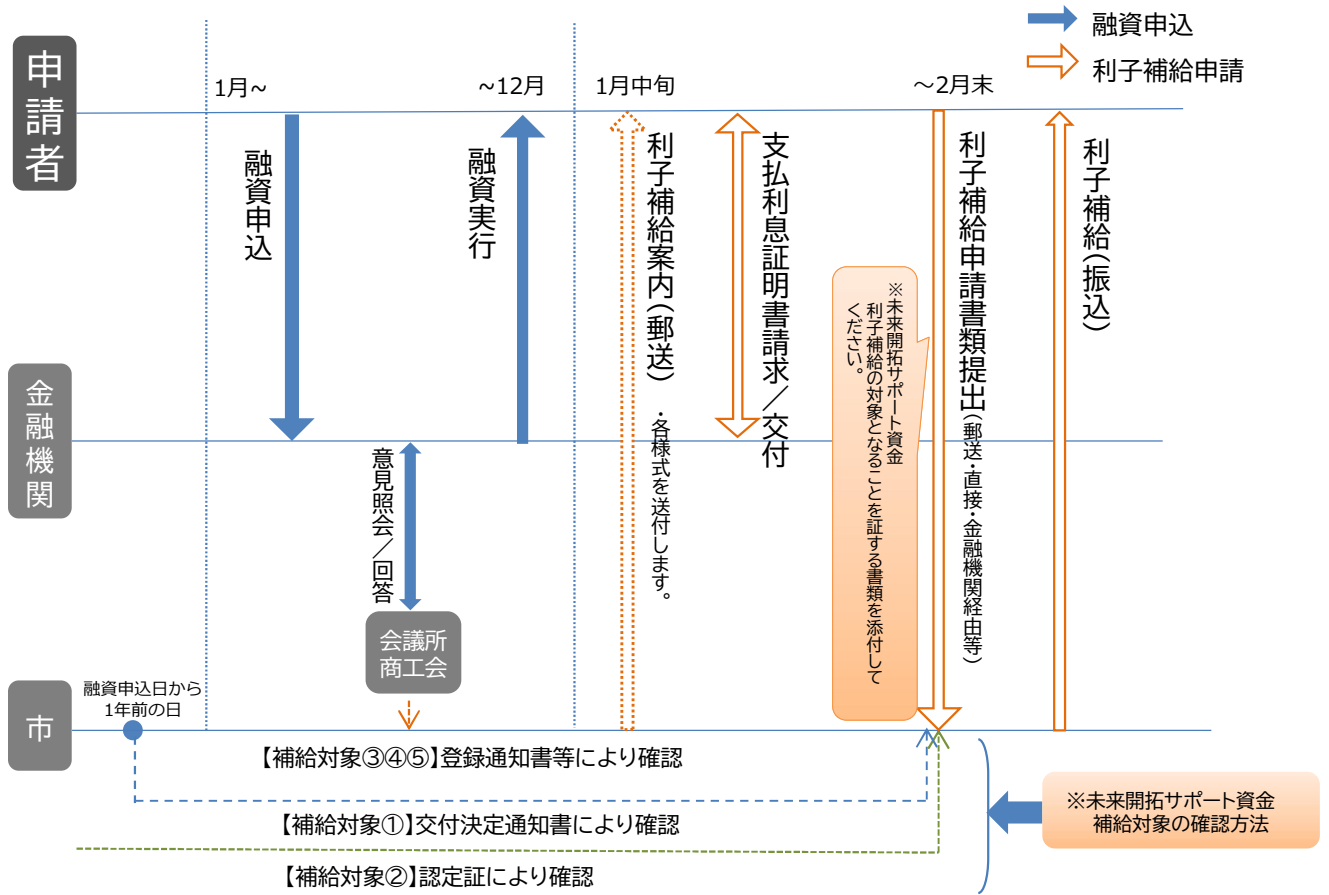 融資申込
利子補給申請
申請者
1月~
~12月
1月中旬
～2月末
融資申込
融資実行
利子補給案内(郵送)
・各様式を送付します。
支払利息証明書請求／交付
利子補給申請書類提出(郵送・直接・金融機関経由等)
利子補給(振込)
※未来開拓サポート資金
利子補給の対象となることを証する書類を添付して
ください。
金融機関
意見照会／回答
会議所
商工会
市
融資申込日から
1年前の日
【補給対象③④⑤】登録通知書等により確認
【補給対象①】交付決定通知書により確認
【補給対象②】認定証により確認
※未来開拓サポート資金
補給対象の確認方法